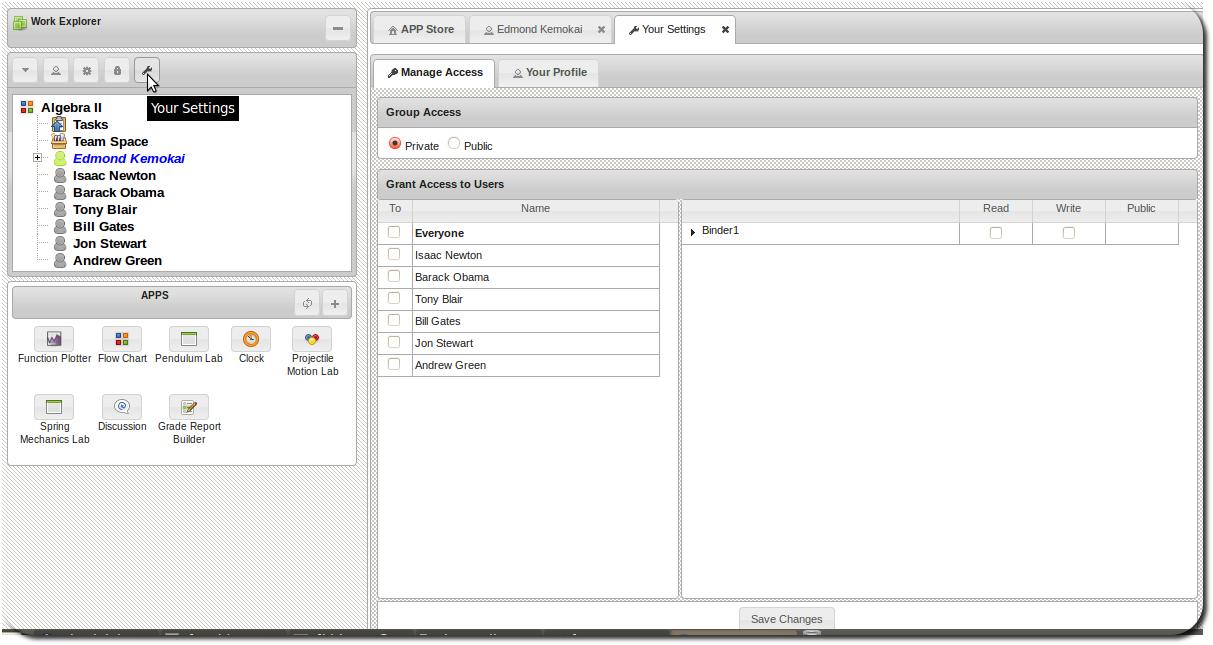 Work Explorer
Your Settings
Algebra II
Tasks
Team Space
Edmond Kemokai
Isaac Newton
Barack Obama
Tony Blair
Bill Gates
Jon Stewart
Andrew Green
APPS
Function Plotter Flow Chart Pendulum Lab Clock Projectile
Motion Lab
Spring Discussion Grade Report
Mechanics Lab Builder
APP Store Edmond Kemokai Your Settings
Manage Access Your Profile
Group Access
Private Public
Grant Access to Users
To Name Read Write Public
Everyone Binder1
Isaac Newton
Barack Obama
Tony Blair
Bill Gates
Jon Stewart
Andrew Green
Save Changes